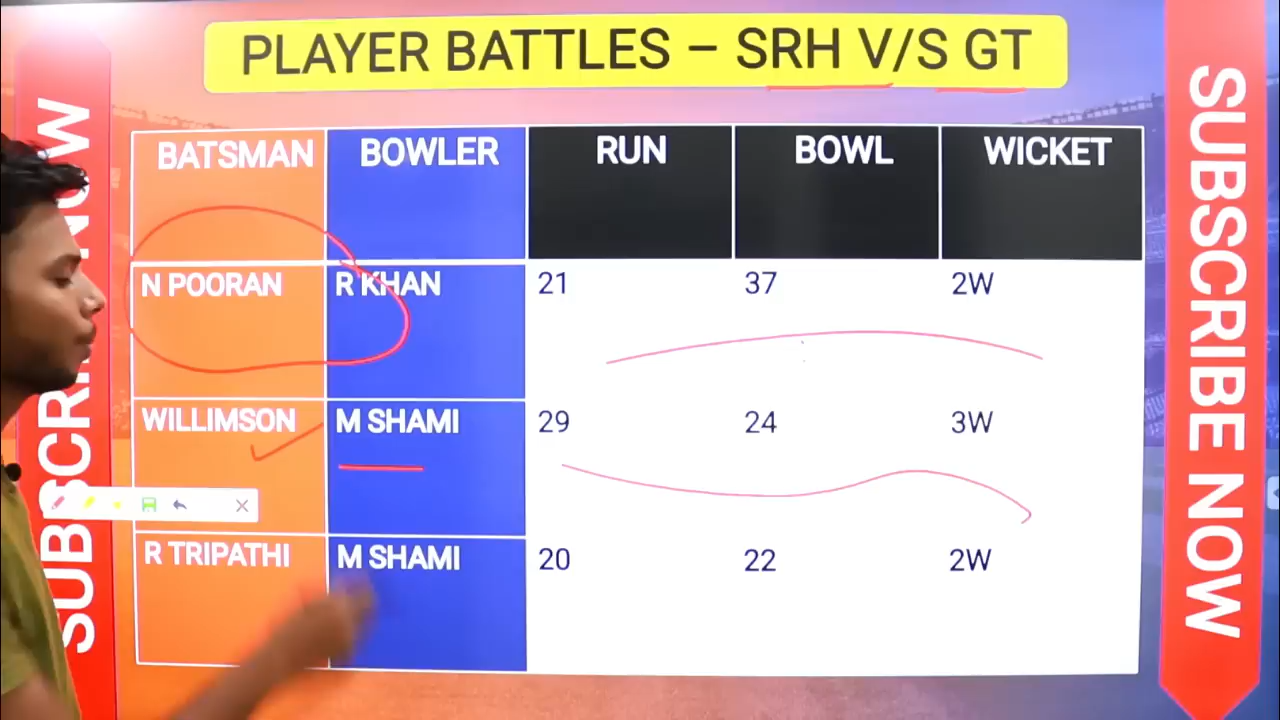 PLAYER BATTLES – SRH V/S GT
BATSMAN BOWLER RUN BOWL WICKET
N POORAN R KHAN 21 37 2W
WILLIMSON M SHAMI 29 24 3W
R TRIPATHI M SHAMI 20 22 2W
SUBSCRIBE NOW
SUBSCRIBE NOW